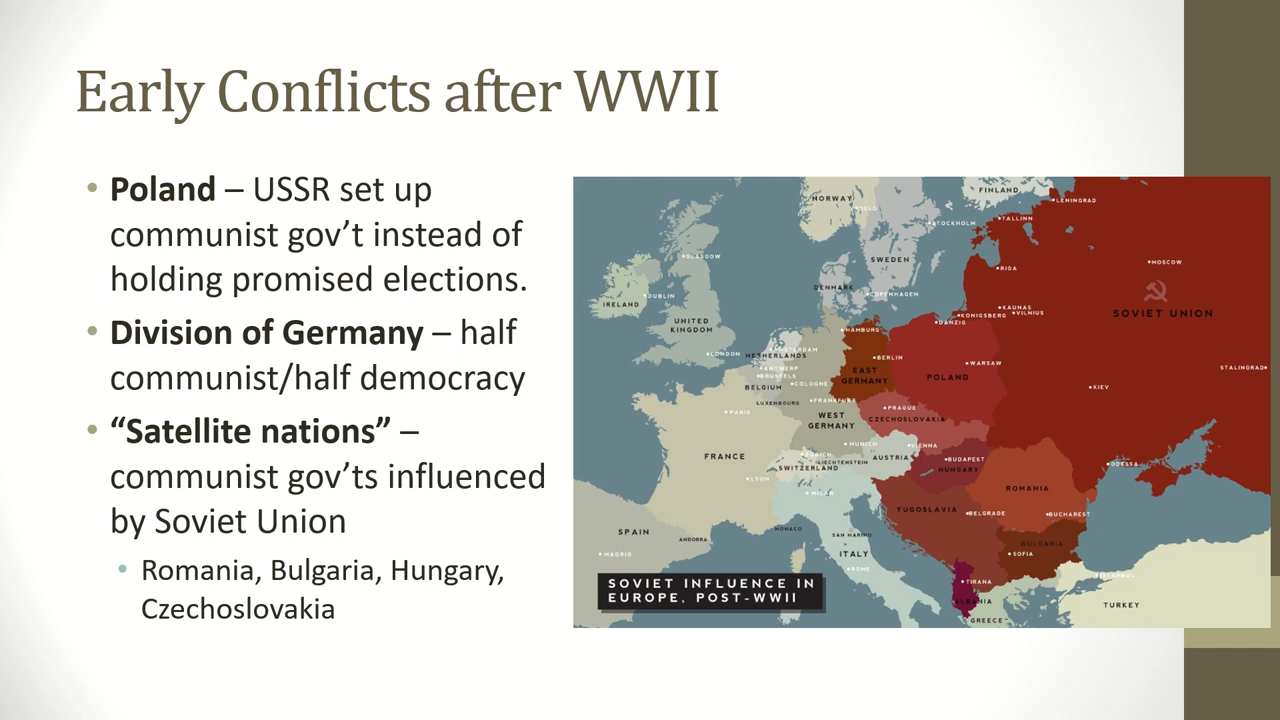 Early Conflicts after WWII
• Poland – USSR set up
communist gov’t instead of
holding promised elections.
• Division of Germany – half
communist/half democracy
• “Satellite nations” –
communist gov’ts influenced
by Soviet Union
• Romania, Bulgaria, Hungary,
Czechoslovakia
FINLAND
NORWAY
LENINGRAD
OSLO
TALLINN
STOCKHOLM
GLASGOW
SWEDEN
MOSCOW
RIGA
DENMARK
COPENHAGEN
DUBLIN
IRELAND
KAUNAS
VILNIUS
SOVIET UNION
KONIGSBERG
DANZIG
UNITED
KINGDOM
HAMBURG
AMSTERDAM
NETHERLANDS
LONDON
BERLIN
WARSAW
ANTWERP
STALINGRAD
EAST
GERMANY
BRUSSELS
POLAND
COLOGNE
BELGIUM
KIEV
LUXEMBOURG
FRANKFURT
PARIS
PRAGUE
WEST
GERMANY
CZECHOSLOVAKIA
MUNICH
VIENNA
FRANCE
ZURICH
AUSTRIA
BUDAPEST
LIECHTENSTEIN
SWITZERLAND
HUNGARY
ODESSA
LYON
MILAN
ROMANIA
YUGOSLAVIA
BELGRADE
BUCHAREST
MONACO
SPAIN
SAN MARINO
ANDORRA
BULGARIA
MADRID
ITALY
SOFIA
ROME
ISTANBUL
TIRANA
SOVIET INFLUENCE IN
EUROPE, POST-WWII
ALBANIA
TURKEY
GREECE